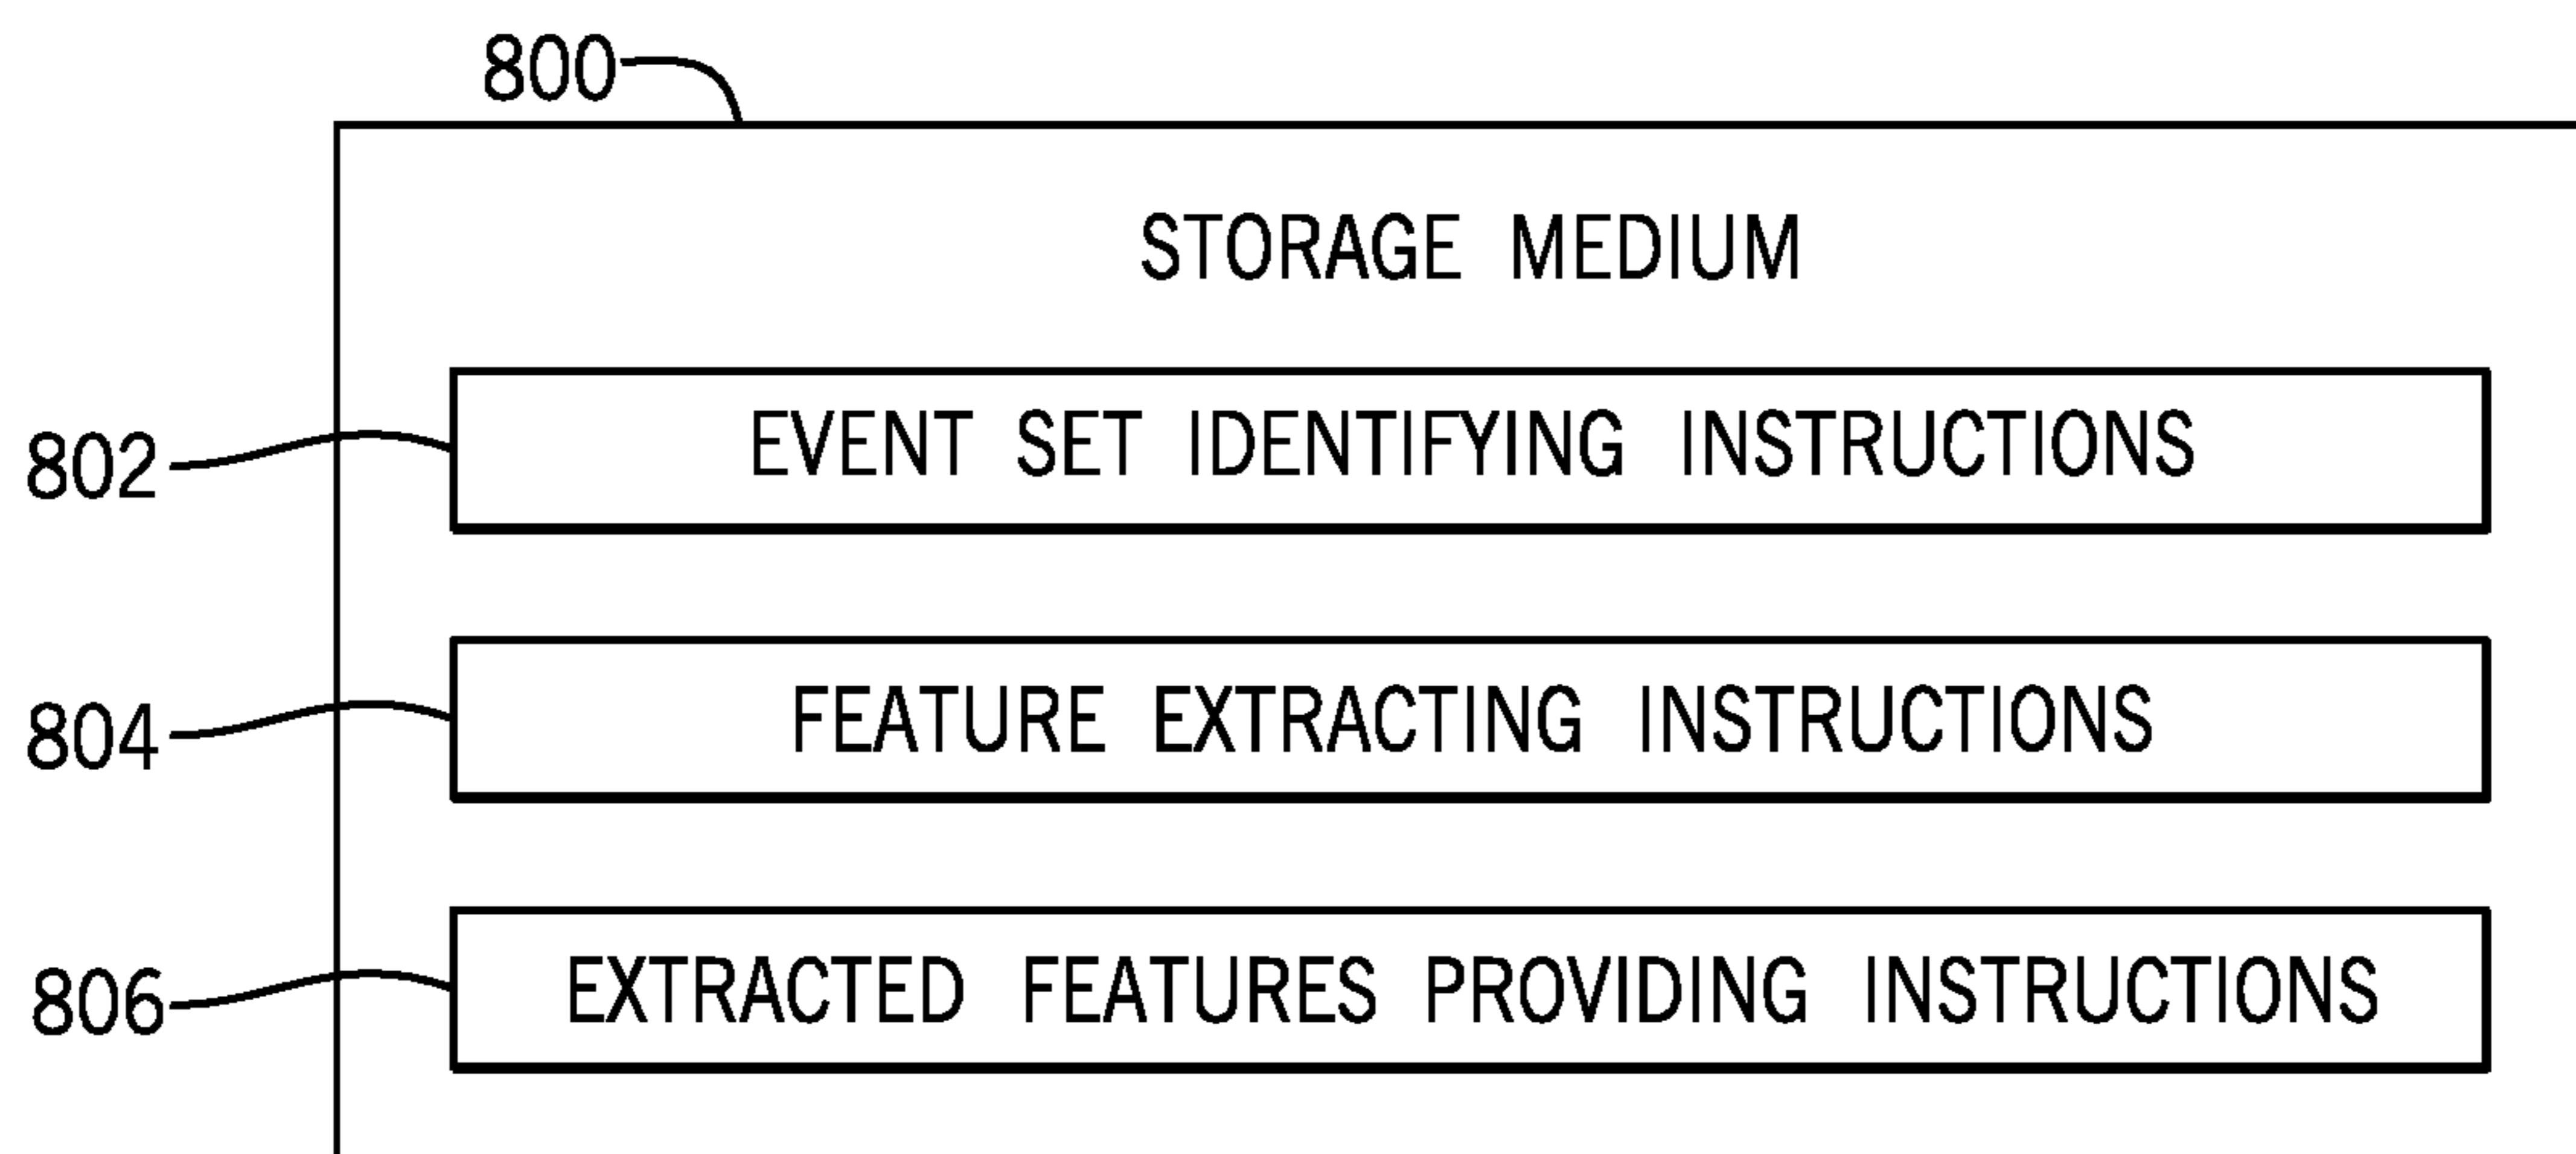 800
STORAGE MEDIUM
802 EVENT SET IDENTIFYING INSTRUCTIONS
804 FEATURE EXTRACTING INSTRUCTIONS
806 EXTRACTED FEATURES PROVIDING INSTRUCTIONS